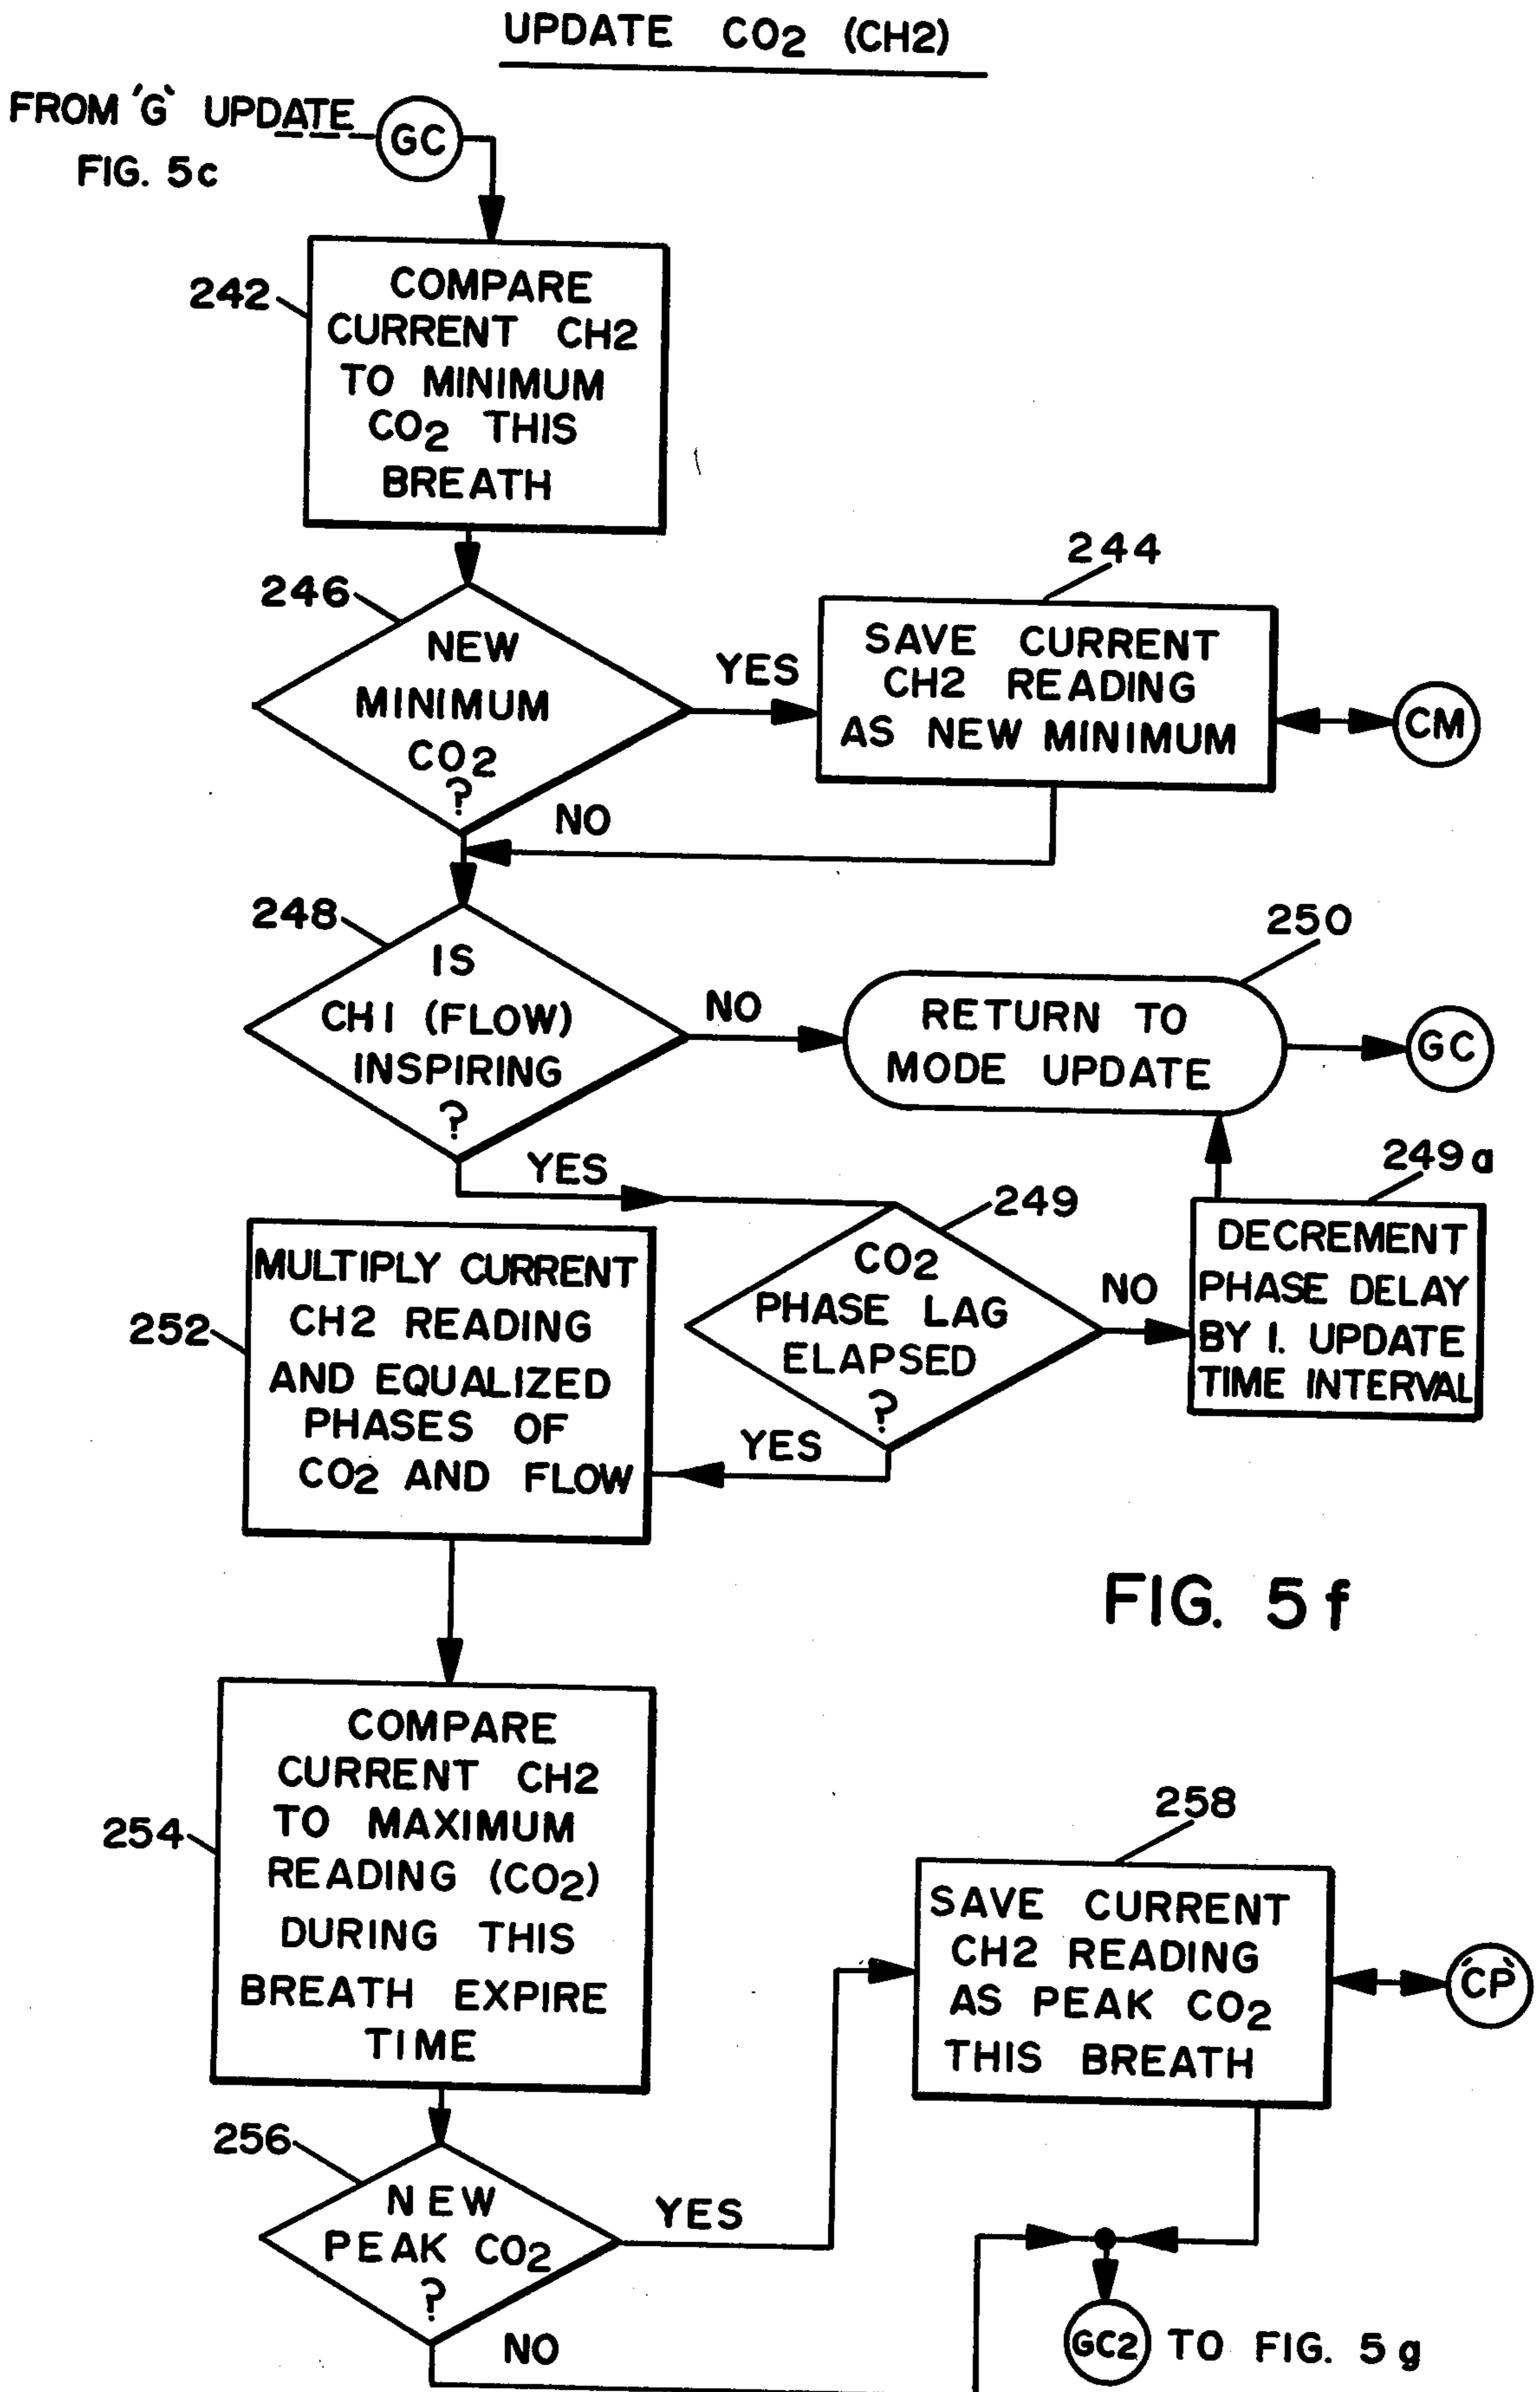 UPDATE CO2 (CH2)
FROM 'G' UPDATE
FIG. 5c
GC
242
COMPARE
CURRENT CH2
TO MINIMUM
CO2 THIS
BREATH
246
NEW
MINIMUM
CO2
?
YES
244
SAVE CURRENT
CH2 READING
AS NEW MINIMUM
CM
NO
248
IS
CH1 (FLOW)
INSPIRING
?
NO
250
RETURN TO
MODE UPDATE
GC
YES
249
CO2
PHASE LAG
ELAPSED
?
NO
249a
DECREMENT
PHASE DELAY
BY 1. UPDATE
TIME INTERVAL
YES
252
MULTIPLY CURRENT
CH2 READING
AND EQUALIZED
PHASES OF
CO2 AND FLOW
FIG. 5f
254
COMPARE
CURRENT CH2
TO MAXIMUM
READING (CO2)
DURING THIS
BREATH EXPIRE
TIME
258
SAVE CURRENT
CH2 READING
AS PEAK CO2
THIS BREATH
'CP'
256
NEW
PEAK CO2
?
YES
NO
GC2 TO FIG. 5g